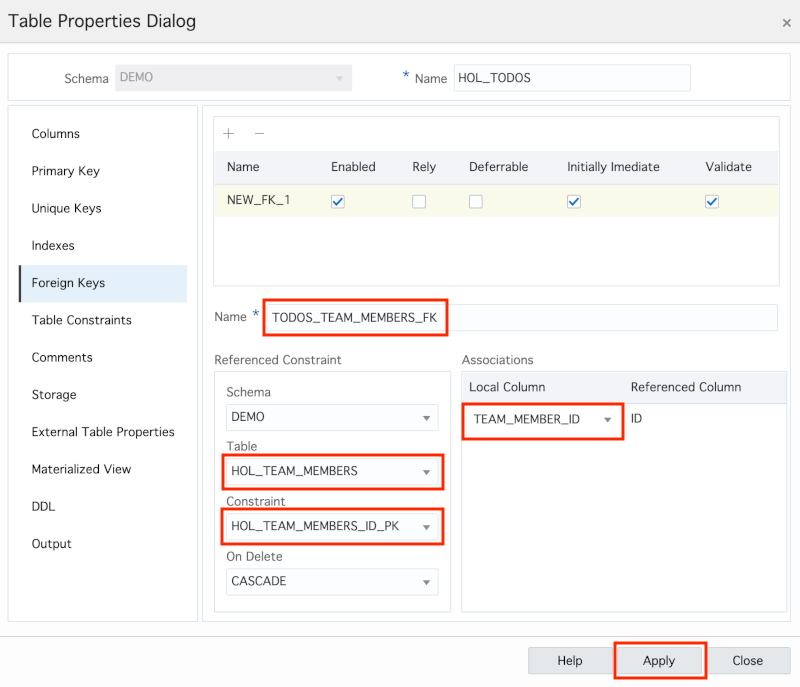 Table Properties Dialog ×
Schema DEMO * Name HOL_TODOS
Columns
Primary Key
Unique Keys
Indexes
Foreign Keys
Table Constraints
Comments
Storage
External Table Properties
Materialized View
DDL
Output
+ −
Name Enabled Rely Deferrable Initially Imediate Validate
NEW_FK_1
Name * TODOS_TEAM_MEMBERS_FK
Referenced Constraint
Schema
DEMO
Table
HOL_TEAM_MEMBERS
Constraint
HOL_TEAM_MEMBERS_ID_PK
On Delete
CASCADE
Associations
Local Column Referenced Column
TEAM_MEMBER_ID ID
Help Apply Close